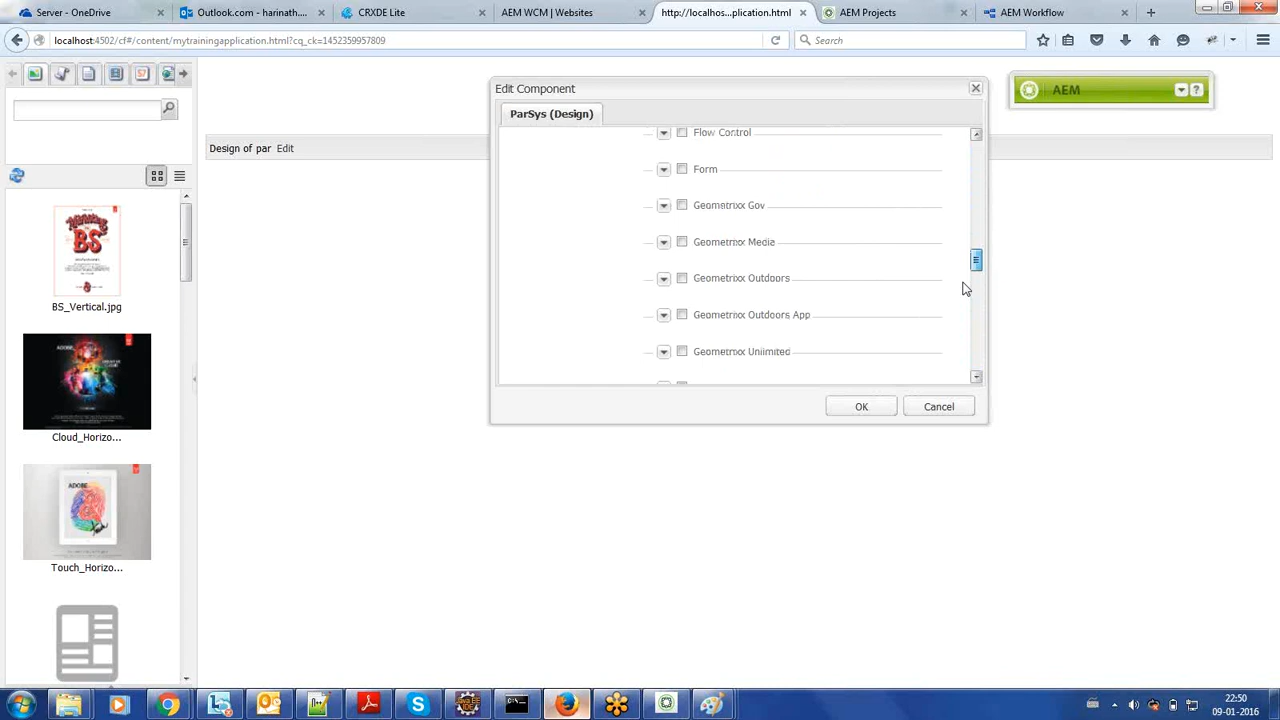 Server - OneDrive
Outlook.com - harinath....
CRXDE Lite
AEM WCM | Websites
http://localhos...plication.html
AEM Projects
AEM Workflow
localhost:4502/cf#/content/mytrainingapplication.html?cq_ck=1452359957809
Search
Edit Component
AEM
ParSys (Design)
Design of par Edit
Flow Control
Form
Geometrixx Gov
Geometrixx Media
Geometrixx Outdoors
Geometrixx Outdoors App
Geometrixx Unlimited
OK
Cancel
BS_Vertical.jpg
Cloud_Horizo...
Touch_Horizo...
22:50
09-01-2016